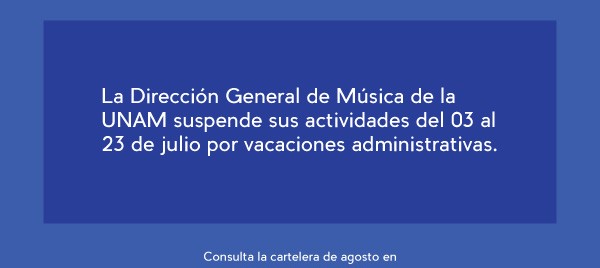 La Dirección General de Música de la
UNAM suspende sus actividades del 03 al
23 de julio por vacaciones administrativas.
Consulta la cartelera de agosto en